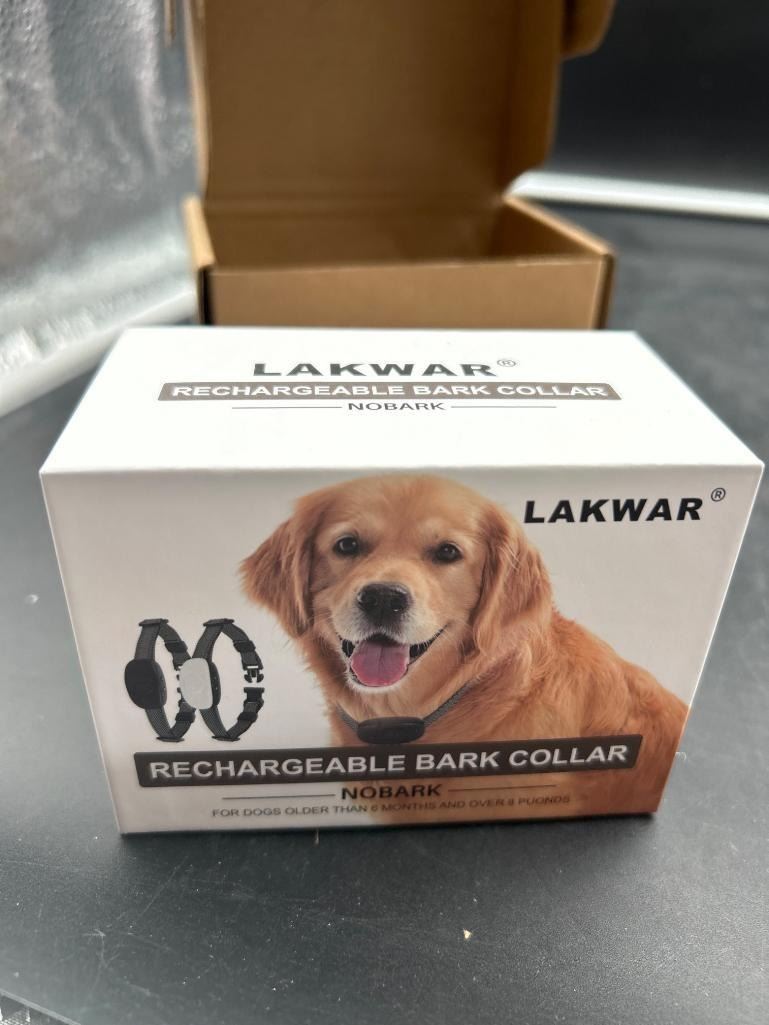 LAKWAR®
RECHARGEABLE BARK COLLAR
NOBARK
LAKWAR®
RECHARGEABLE BARK COLLAR
NOBARK
FOR DOGS OLDER THAN 6 MONTHS AND OVER 8 PUONDS